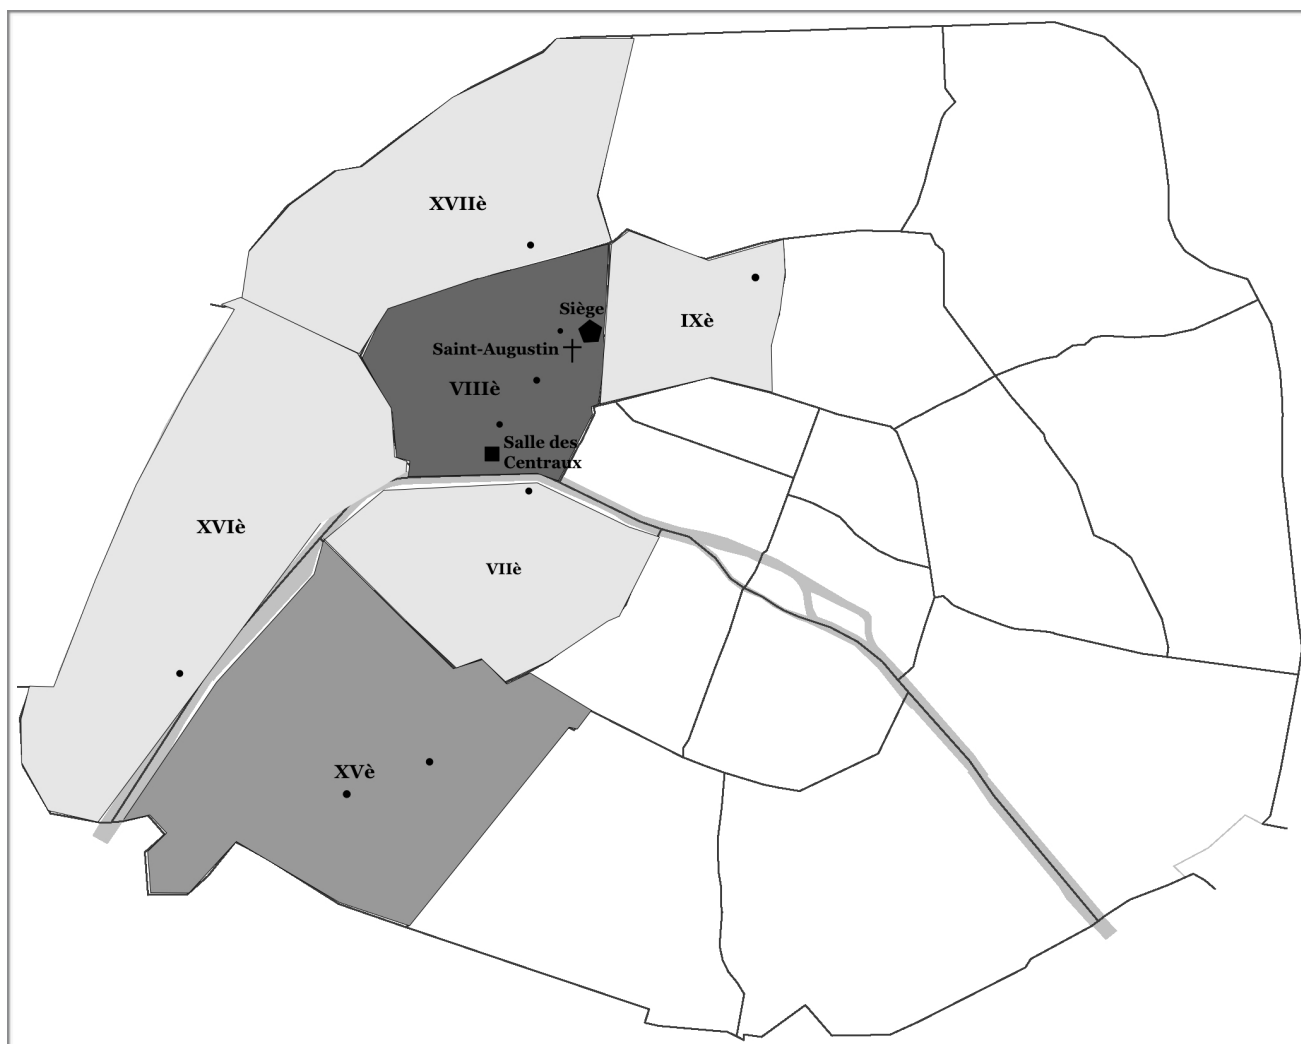 XVIIè
Siège
IXè
Saint-Augustin
VIIIè
Salle des
Centraux
XVIè
VIIè
XVè